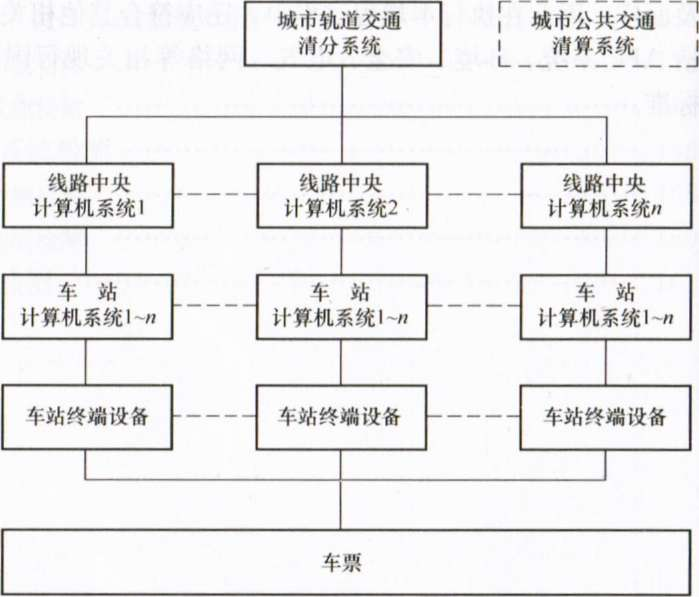 城市轨道交通
清分系统
城市公共交通
清算系统
线路中央
计算机系统1
线路中央
计算机系统2
线路中央
计算机系统n
车 站
计算机系统1~n
车 站
计算机系统1~n
车 站
计算机系统1~n
车站终端设备
车站终端设备
车站终端设备
车票